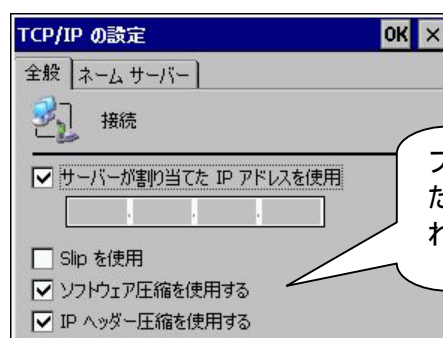 TCP/IP の設定 OK ×
全般 ネーム サーバー
接続
サーバーが割り当てた IP アドレスを使用
Slip を使用
ソフトウェア圧縮を使用する
IP ヘッダー圧縮を使用する
た
れ